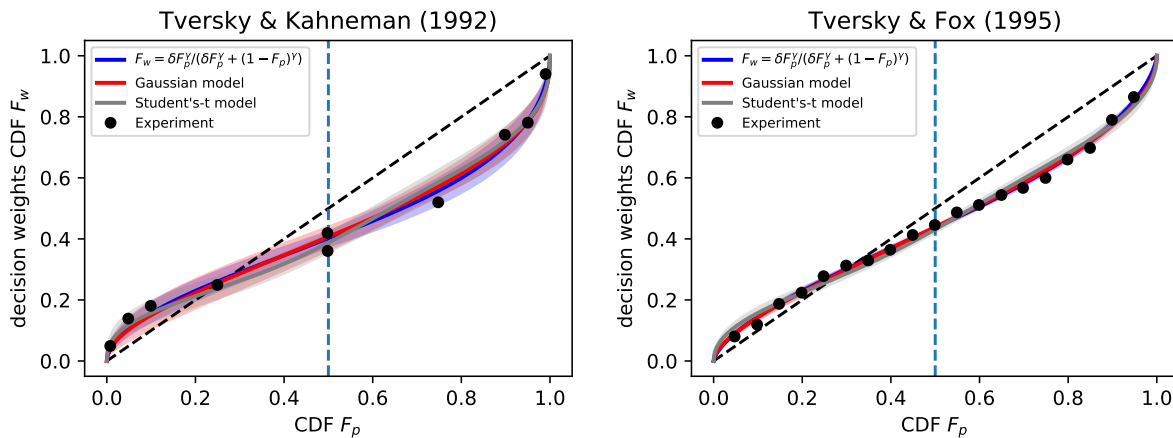 Tversky & Kahneman (1992)
1.0
0.8
0.6
0.4
0.2
0.0
decision weights CDF F_w
F_w = δF_p^γ/(δF_p^γ + (1 − F_p)^γ)
Gaussian model
Student's-t model
Experiment
0.0 0.2 0.4 0.6 0.8 1.0
CDF F_p
Tversky & Fox (1995)
1.0
0.8
0.6
0.4
0.2
0.0
decision weights CDF F_w
F_w = δF_p^γ/(δF_p^γ + (1 − F_p)^γ)
Gaussian model
Student's-t model
Experiment
0.0 0.2 0.4 0.6 0.8 1.0
CDF F_p